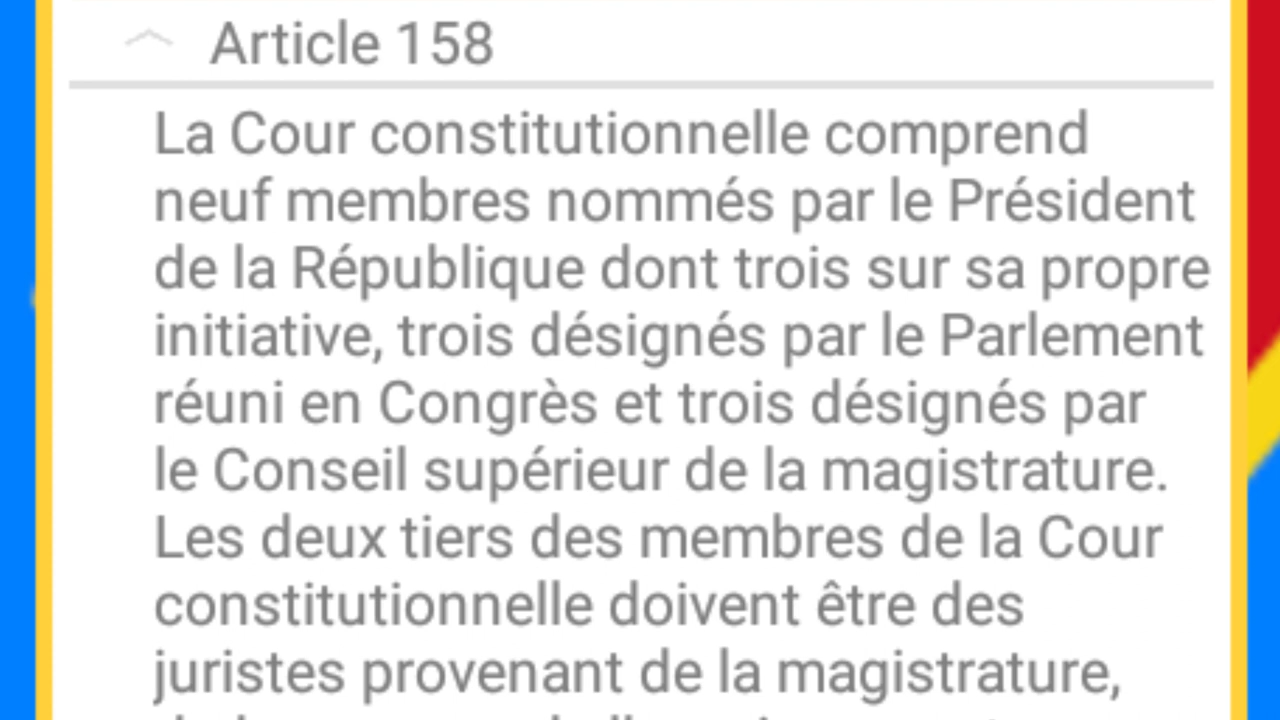 Article 158
La Cour constitutionnelle comprend
neuf membres nommés par le Président
de la République dont trois sur sa propre
initiative, trois désignés par le Parlement
réuni en Congrès et trois désignés par
le Conseil supérieur de la magistrature.
Les deux tiers des membres de la Cour
constitutionnelle doivent être des
juristes provenant de la magistrature,